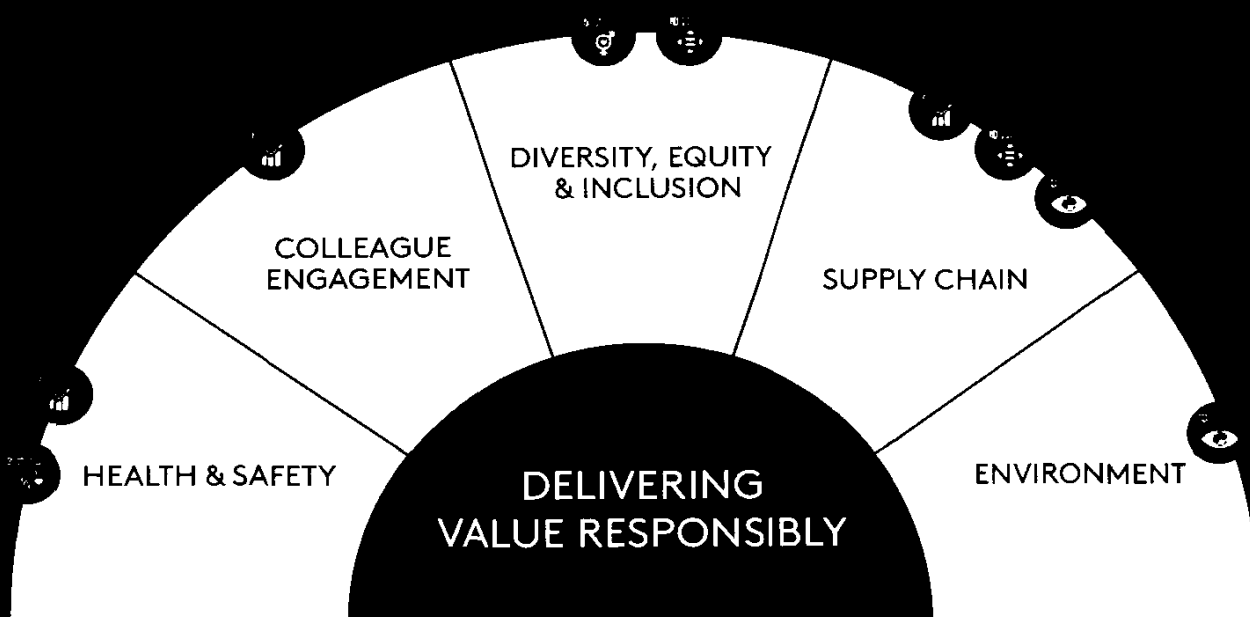 DIVERSITY, EQUITY
& INCLUSION
COLLEAGUE
ENGAGEMENT
SUPPLY CHAIN
HEALTH & SAFETY
ENVIRONMENT
DELIVERING
VALUE RESPONSIBLY